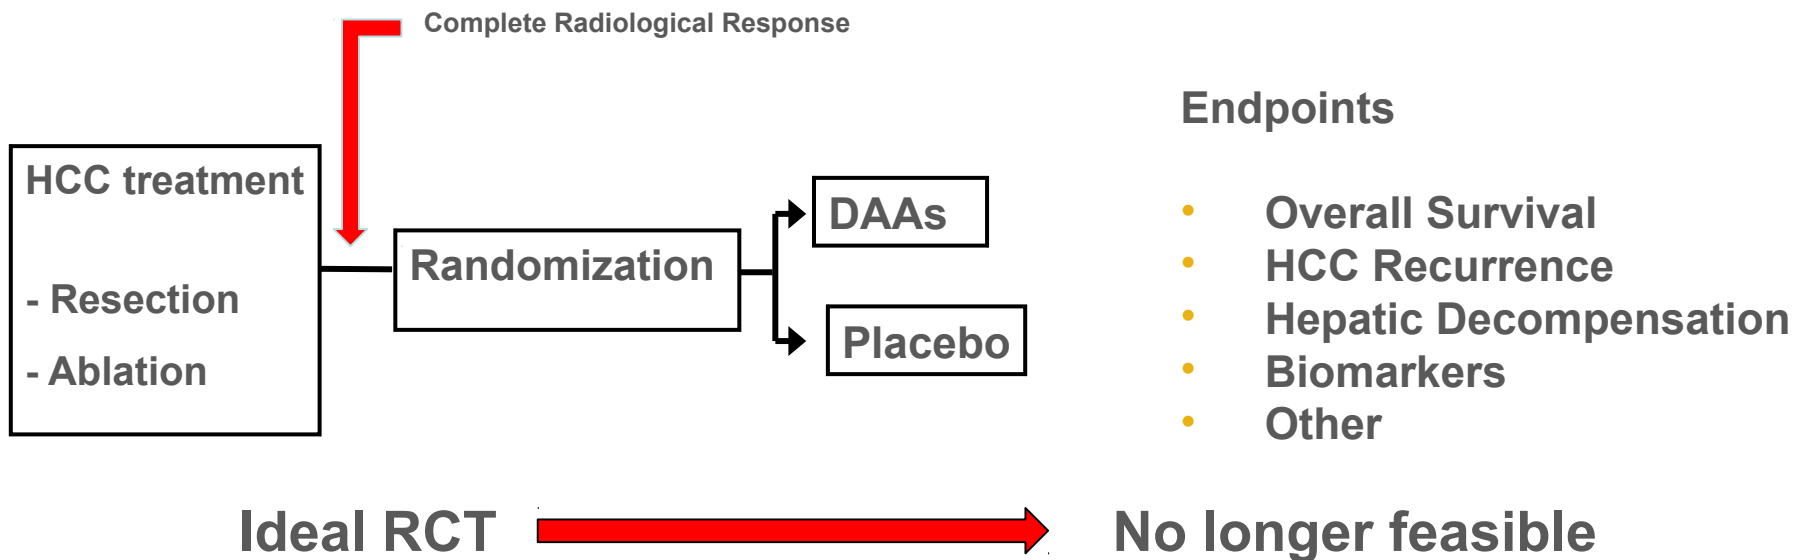 Complete Radiological Response
HCC treatment
- Resection
- Ablation
Randomization
DAAs
Placebo
Endpoints
• Overall Survival
• HCC Recurrence
• Hepatic Decompensation
• Biomarkers
• Other
Ideal RCT
No longer feasible